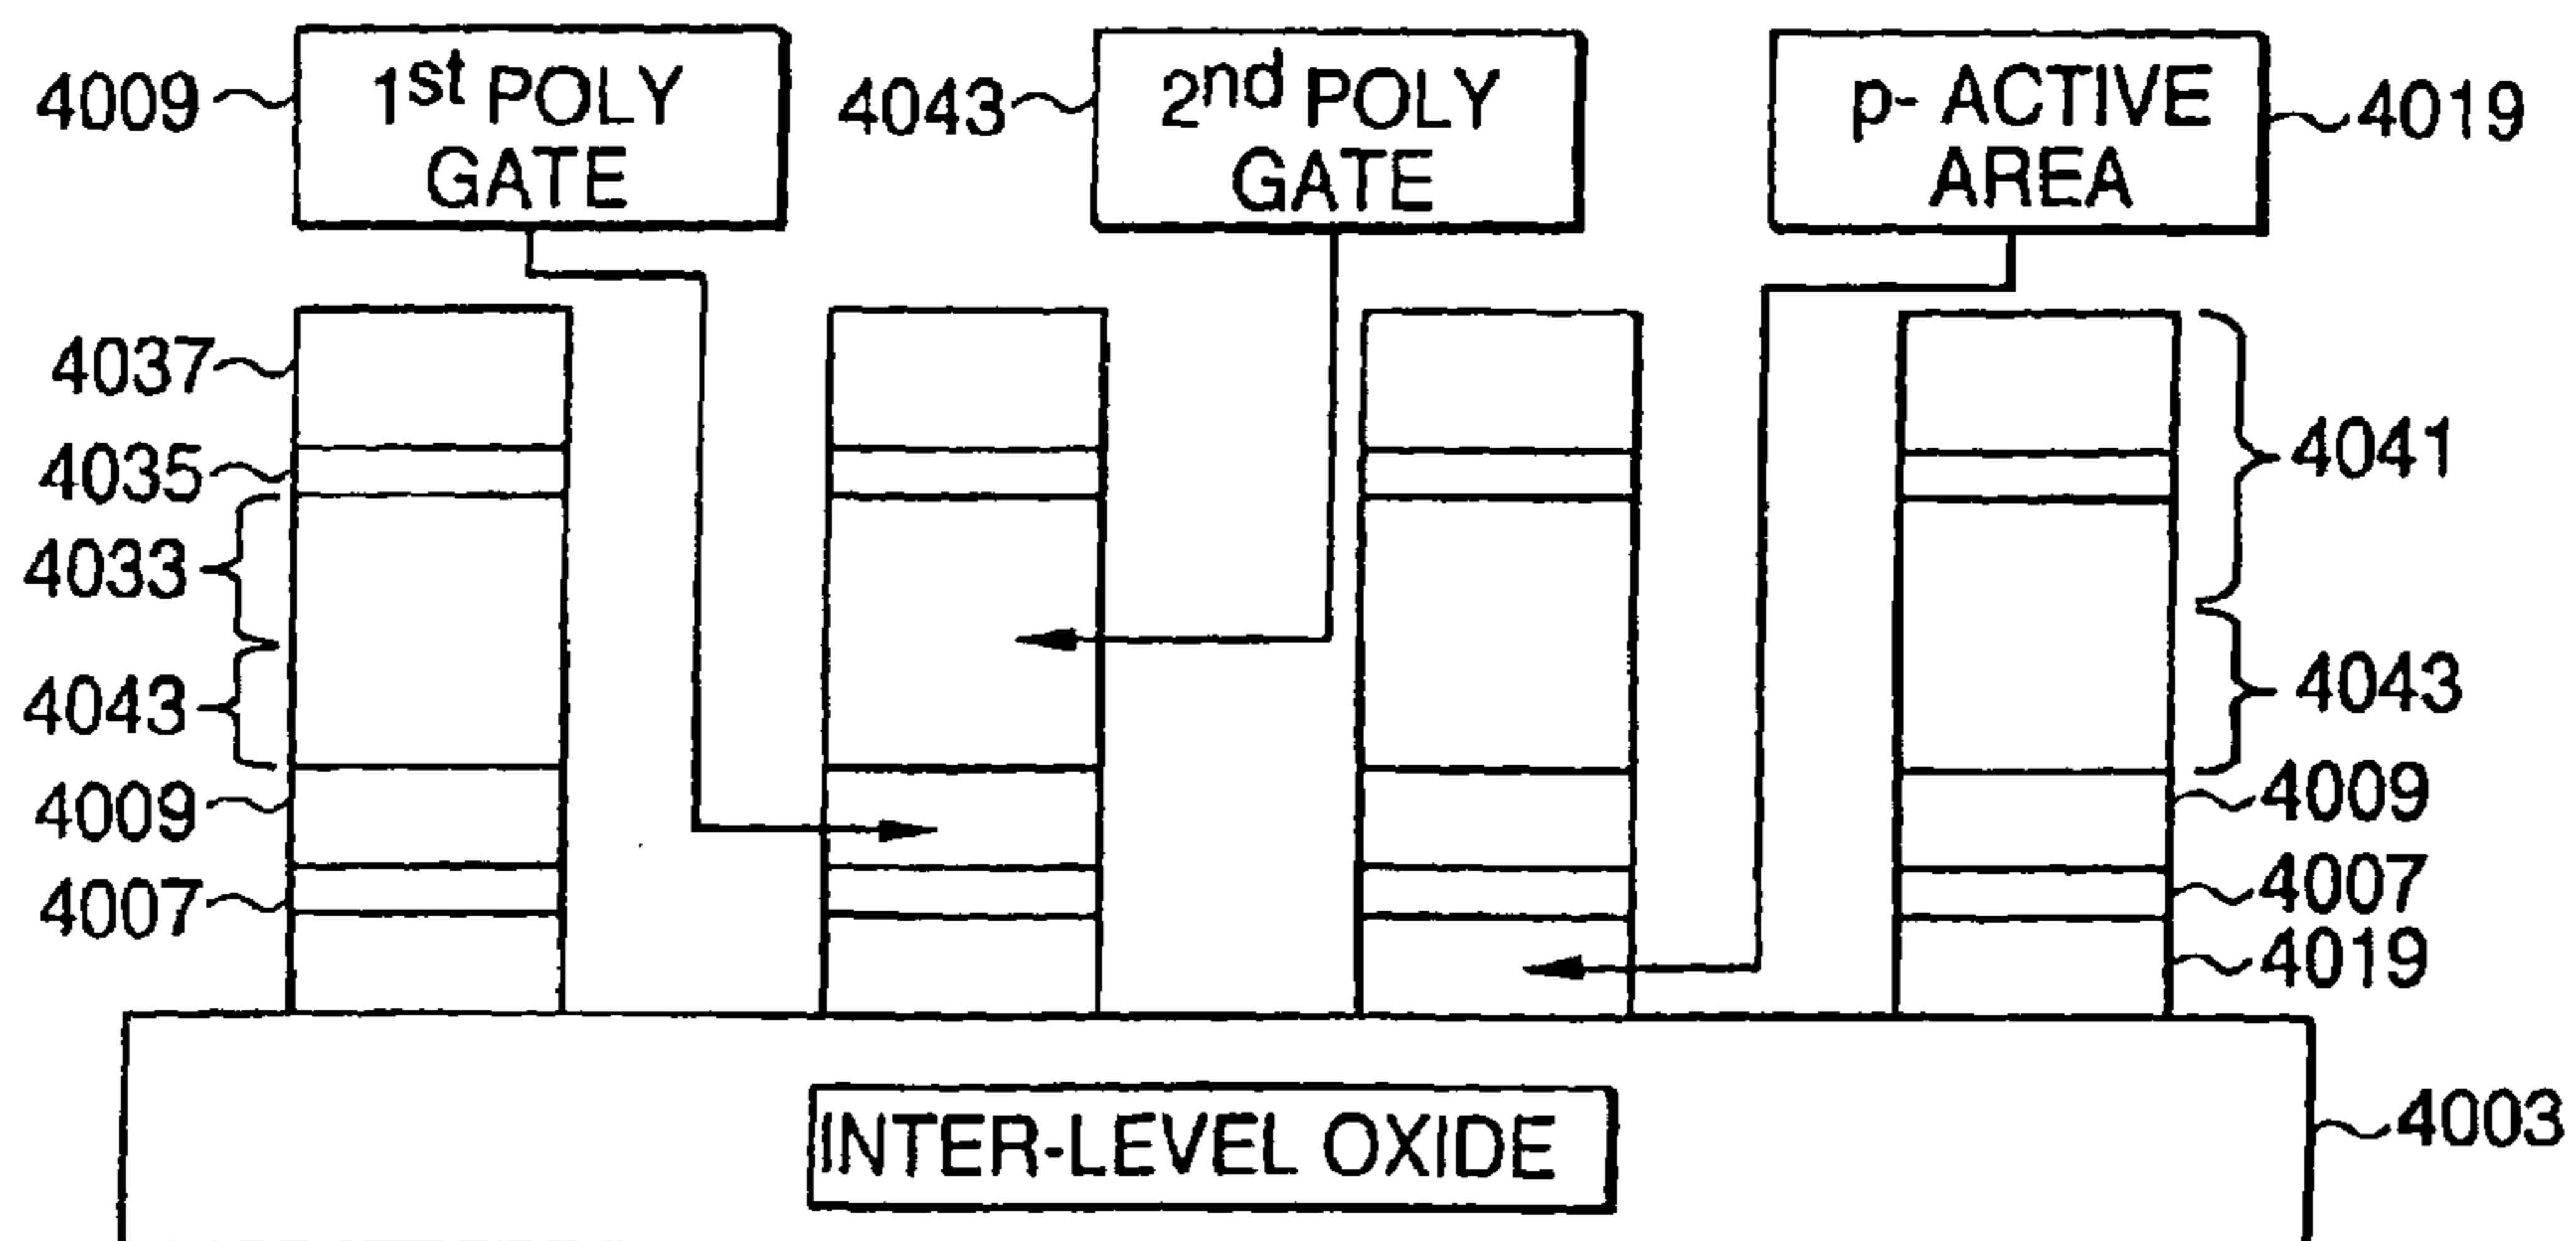 4009
1st POLY
GATE
4043
2nd POLY
GATE
p- ACTIVE
AREA
4019
4037
4035
4033
4043
4009
4007
4041
4043
4009
4007
4019
INTER-LEVEL OXIDE
4003